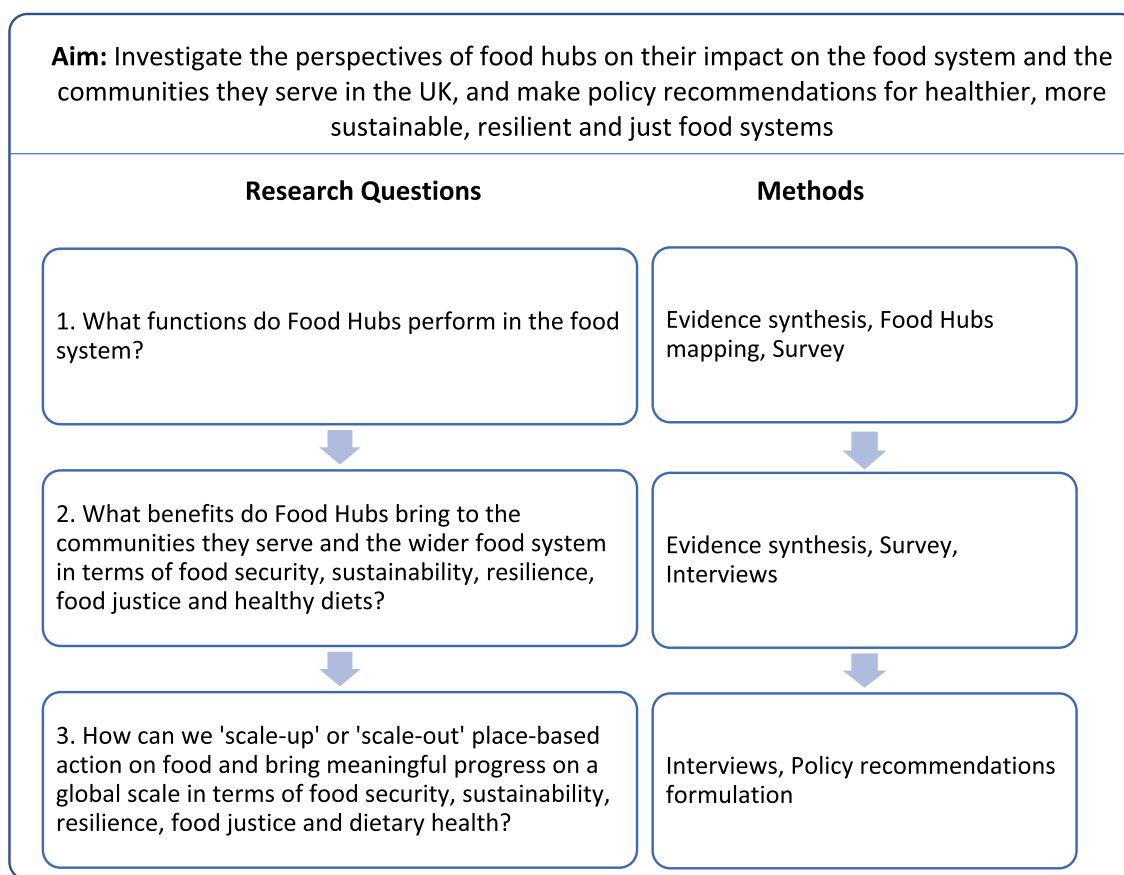 Aim: Investigate the perspectives of food hubs on their impact on the food system and the
communities they serve in the UK, and make policy recommendations for healthier, more
sustainable, resilient and just food systems
Research Questions
Methods
1. What functions do Food Hubs perform in the food
system?
Evidence synthesis, Food Hubs
mapping, Survey
2. What benefits do Food Hubs bring to the
communities they serve and the wider food system
in terms of food security, sustainability, resilience,
food justice and healthy diets?
Evidence synthesis, Survey,
Interviews
3. How can we 'scale-up' or 'scale-out' place-based
action on food and bring meaningful progress on a
global scale in terms of food security, sustainability,
resilience, food justice and dietary health?
Interviews, Policy recommendations
formulation